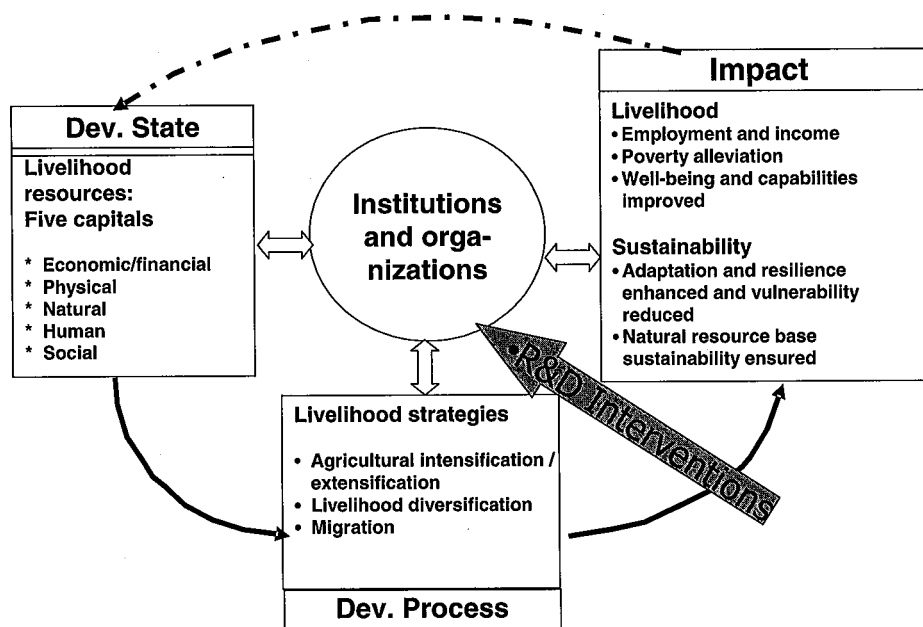 Dev. State
Livelihood
resources:
Five capitals
* Economic/financial
* Physical
* Natural
* Human
* Social
Institutions
and orga-
nizations
Impact
Livelihood
• Employment and income
• Poverty alleviation
• Well-being and capabilities
improved
Sustainability
• Adaptation and resilience
enhanced and vulnerability
reduced
• Natural resource base
sustainability ensured
•R&D Interventions
Livelihood strategies
• Agricultural intensification /
extensification
• Livelihood diversification
• Migration
Dev. Process